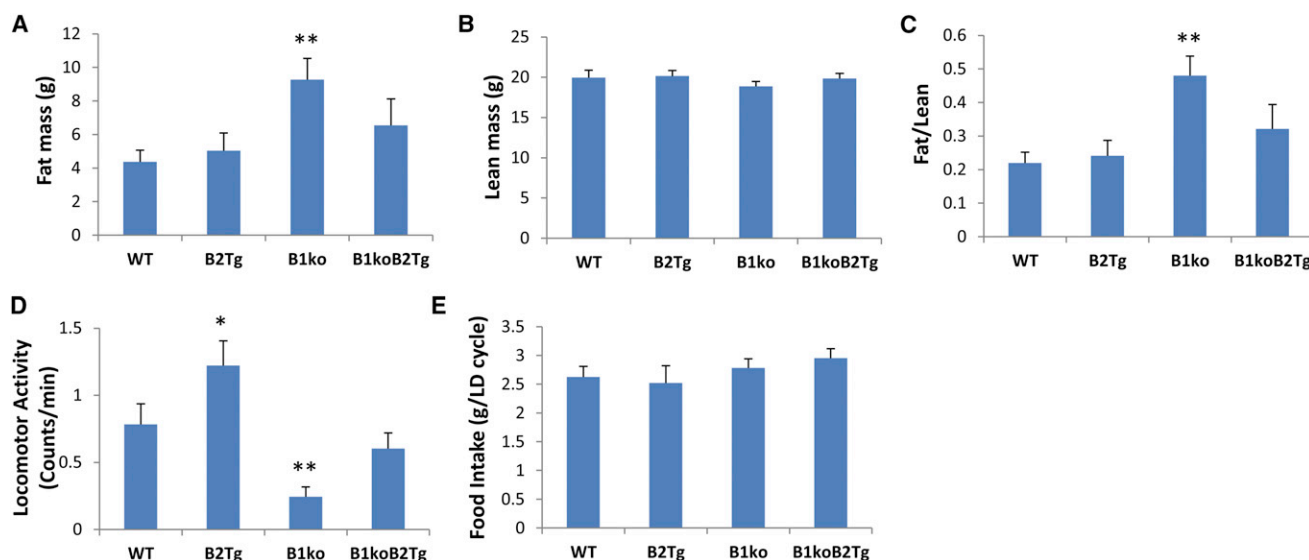 A
Fat mass (g)
12
10
8
6
4
2
0
**
WT B2Tg B1ko B1koB2Tg
B
Lean mass (g)
25
20
15
10
5
0
WT B2Tg B1ko B1koB2Tg
C
Fat/Lean
0.6
0.5
0.4
0.3
0.2
0.1
0
**
WT B2Tg B1ko B1koB2Tg
D
Locomotor Activity
(Counts/min)
1.5
1
0.5
0
*
**
WT B2Tg B1ko B1koB2Tg
E
Food Intake (g/LD cycle)
3.5
3
2.5
2
1.5
1
0.5
0
WT B2Tg B1ko B1koB2Tg